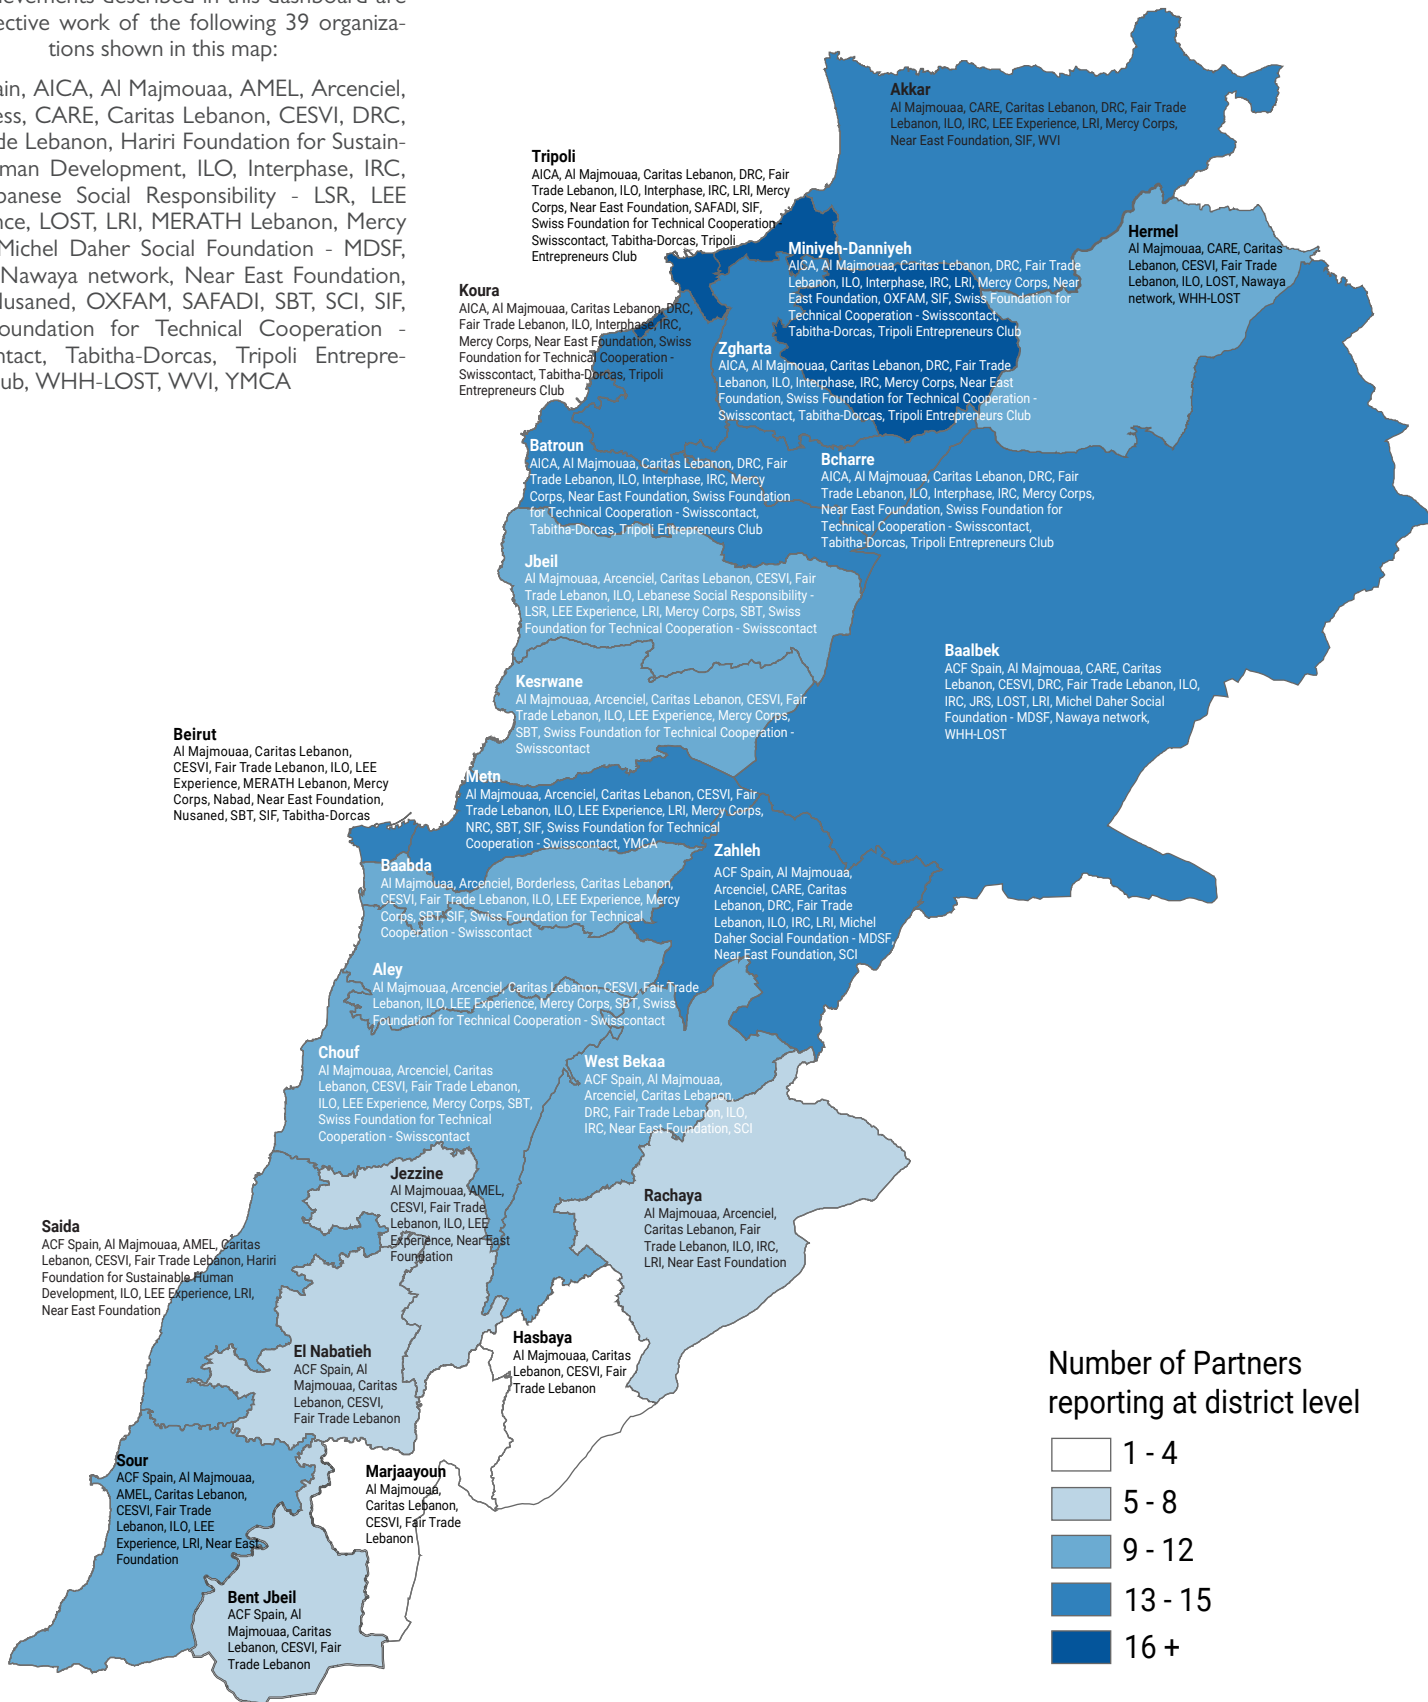 ective work of the following 39 organiza-
tions shown in this map:
AICA, Al Majmouaa, AMEL, Arcenciel,
CARE, Caritas Lebanon, CESVI, DRC,
Lebanon, Hariri Foundation for Sustain-
Development, ILO, Interphase, IRC,
Social Responsibility - LSR, LEE
LOST, LRI, MERATH Lebanon, Mercy
Michel Daher Social Foundation - MDSF,
Nawaya network, Near East Foundation,
OXFAM, SAFADI, SBT, SCI, SIF,
for Technical Cooperation -
Tabitha-Dorcas, Tripoli Entrepre-
WHH-LOST, WVI, YMCA
Akkar
Al Majmouaa, CARE, Caritas Lebanon, DRC, Fair Trade
Lebanon, ILO, IRC, LEE Experience, LRI, Mercy Corps,
Near East Foundation, SIF, WVI
Tripoli
AICA, Al Majmouaa, Caritas Lebanon, DRC, Fair
Trade Lebanon, ILO, Interphase, IRC, LRI, Mercy
Corps, Near East Foundation, SAFADI, SIF,
Swiss Foundation for Technical Cooperation -
Swisscontact, Tabitha-Dorcas, Tripoli
Entrepreneurs Club
Hermel
Al Majmouaa, CARE, Caritas
Lebanon, CESVI, Fair Trade
Lebanon, ILO, LOST, Nawaya
network, WHH-LOST
Miniyeh-Danniyeh
AICA, Al Majmouaa, Caritas Lebanon, DRC, Fair Trade
Lebanon, ILO, Interphase, IRC, LRI, Mercy Corps, Near
East Foundation, OXFAM, SIF, Swiss Foundation for
Technical Cooperation - Swisscontact,
Tabitha-Dorcas, Tripoli Entrepreneurs Club
Koura
AICA, Al Majmouaa, Caritas Lebanon, DRC,
Fair Trade Lebanon, ILO, Interphase, IRC,
Mercy Corps, Near East Foundation, Swiss
Foundation for Technical Cooperation -
Swisscontact, Tabitha-Dorcas, Tripoli
Entrepreneurs Club
Zgharta
AICA, Al Majmouaa, Caritas Lebanon, DRC, Fair Trade
Lebanon, ILO, Interphase, IRC, Mercy Corps, Near East
Foundation, Swiss Foundation for Technical Cooperation -
Swisscontact, Tabitha-Dorcas, Tripoli Entrepreneurs Club
Batroun
AICA, Al Majmouaa, Caritas Lebanon, DRC, Fair
Trade Lebanon, ILO, Interphase, IRC, Mercy
Corps, Near East Foundation, Swiss Foundation
for Technical Cooperation - Swisscontact,
Tabitha-Dorcas, Tripoli Entrepreneurs Club
Bcharre
AICA, Al Majmouaa, Caritas Lebanon, DRC, Fair
Trade Lebanon, ILO, Interphase, IRC, Mercy Corps,
Near East Foundation, Swiss Foundation for
Technical Cooperation - Swisscontact,
Tabitha-Dorcas, Tripoli Entrepreneurs Club
Jbeil
Al Majmouaa, Arcenciel, Caritas Lebanon, CESVI, Fair
Trade Lebanon, ILO, Lebanese Social Responsibility -
LSR, LEE Experience, LRI, Mercy Corps, SBT, Swiss
Foundation for Technical Cooperation - Swisscontact
Baalbek
ACF Spain, Al Majmouaa, CARE, Caritas
Lebanon, CESVI, DRC, Fair Trade Lebanon, ILO,
IRC, JRS, LOST, LRI, Michel Daher Social
Foundation - MDSF, Nawaya network,
WHH-LOST
Kesrwane
Al Majmouaa, Arcenciel, Caritas Lebanon, CESVI, Fair
Trade Lebanon, ILO, LEE Experience, Mercy Corps,
SBT, Swiss Foundation for Technical Cooperation -
Swisscontact
Beirut
Al Majmouaa, Caritas Lebanon,
CESVI, Fair Trade Lebanon, ILO, LEE
Experience, MERATH Lebanon, Mercy
Corps, Nabad, Near East Foundation,
Nusaned, SBT, SIF, Tabitha-Dorcas
Metn
Al Majmouaa, Arcenciel, Caritas Lebanon, CESVI, Fair
Trade Lebanon, ILO, LEE Experience, LRI, Mercy Corps,
NRC, SBT, SIF, Swiss Foundation for Technical
Cooperation - Swisscontact, YMCA
Zahleh
ACF Spain, Al Majmouaa,
Arcenciel, CARE, Caritas
Lebanon, DRC, Fair Trade
Lebanon, ILO, IRC, LRI, Michel
Daher Social Foundation - MDSF,
Near East Foundation, SCI
Baabda
Al Majmouaa, Arcenciel, Borderless, Caritas Lebanon,
CESVI, Fair Trade Lebanon, ILO, LEE Experience, Mercy
Corps, SBT, SIF, Swiss Foundation for Technical
Cooperation - Swisscontact
Aley
Al Majmouaa, Arcenciel, Caritas Lebanon, CESVI, Fair Trade
Lebanon, ILO, LEE Experience, Mercy Corps, SBT, Swiss
Foundation for Technical Cooperation - Swisscontact
Chouf
Al Majmouaa, Arcenciel, Caritas
Lebanon, CESVI, Fair Trade Lebanon,
ILO, LEE Experience, Mercy Corps, SBT,
Swiss Foundation for Technical
Cooperation - Swisscontact
West Bekaa
ACF Spain, Al Majmouaa,
Arcenciel, Caritas Lebanon,
DRC, Fair Trade Lebanon, ILO,
IRC, Near East Foundation, SCI
Jezzine
Al Majmouaa, AMEL,
CESVI, Fair Trade
Lebanon, ILO, LEE
Experience, Near East
Foundation
Rachaya
Al Majmouaa, Arcenciel,
Caritas Lebanon, Fair
Trade Lebanon, ILO, IRC,
LRI, Near East Foundation
Saida
ACF Spain, Al Majmouaa, AMEL, Caritas
Lebanon, CESVI, Fair Trade Lebanon, Hariri
Foundation for Sustainable Human
Development, ILO, LEE Experience, LRI,
Near East Foundation
El Nabatieh
ACF Spain, Al
Majmouaa, Caritas
Lebanon, CESVI,
Fair Trade Lebanon
Hasbaya
Al Majmouaa, Caritas
Lebanon, CESVI, Fair
Trade Lebanon
Sour
ACF Spain, Al Majmouaa,
AMEL, Caritas Lebanon,
CESVI, Fair Trade
Lebanon, ILO, LEE
Experience, LRI, Near East
Foundation
Marjaayoun
Al Majmouaa,
Caritas Lebanon,
CESVI, Fair Trade
Lebanon
Bent Jbeil
ACF Spain, Al
Majmouaa, Caritas
Lebanon, CESVI, Fair
Trade Lebanon
Number of Partners
reporting at district level
1 - 4
5 - 8
9 - 12
13 - 15
16 +